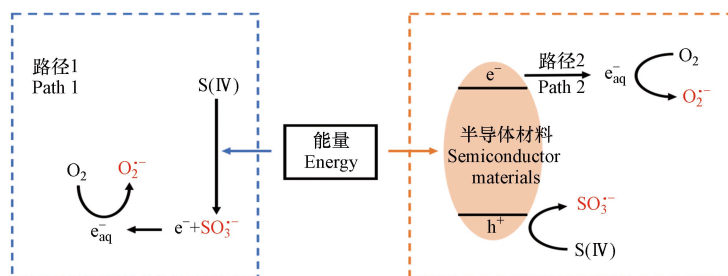 路径1
Path 1
S(Ⅳ)
O₂
O₂•⁻
e⁻aq
e⁻+SO₃•⁻
能量
Energy
e⁻
路径2
Path 2
e⁻aq
O₂
O₂•⁻
半导体材料
Semiconductor
materials
h⁺
SO₃•⁻
S(Ⅳ)